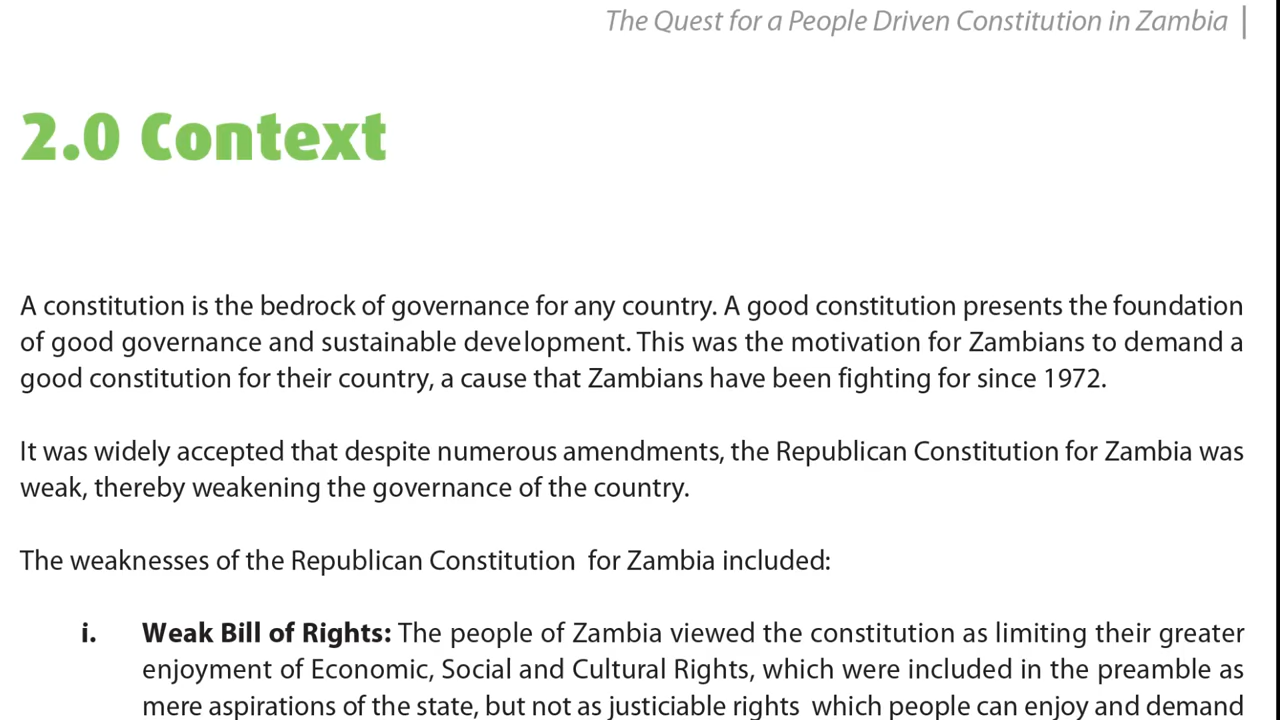 The Quest for a People Driven Constitution in Zambia |
2.0 Context
A constitution is the bedrock of governance for any country. A good constitution presents the foundation
of good governance and sustainable development. This was the motivation for Zambians to demand a
good constitution for their country, a cause that Zambians have been fighting for since 1972.
It was widely accepted that despite numerous amendments, the Republican Constitution for Zambia was
weak, thereby weakening the governance of the country.
The weaknesses of the Republican Constitution for Zambia included:
i. Weak Bill of Rights: The people of Zambia viewed the constitution as limiting their greater
enjoyment of Economic, Social and Cultural Rights, which were included in the preamble as
mere aspirations of the state, but not as justiciable rights which people can enjoy and demand